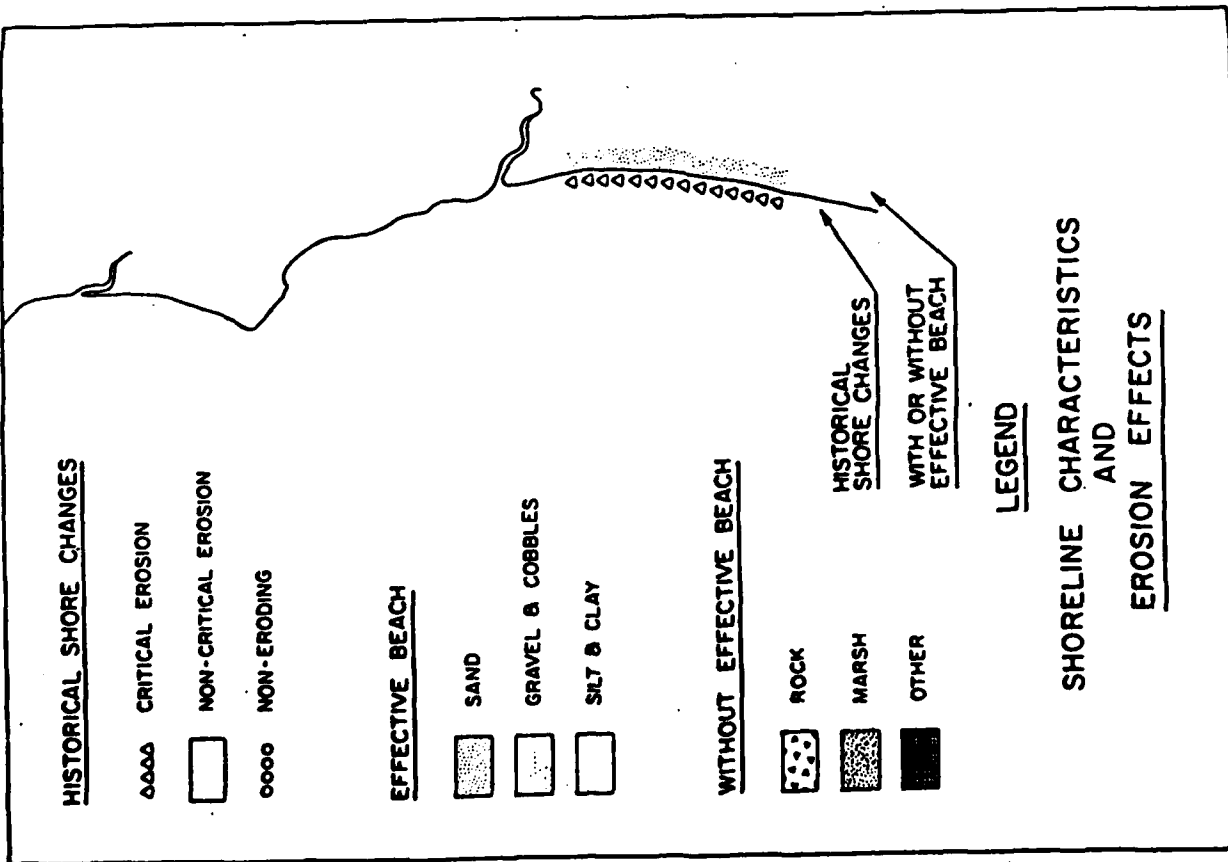 HISTORICAL SHORE CHANGES
CRITICAL EROSION
NON-CRITICAL EROSION
NON-ERODING
EFFECTIVE BEACH
SAND
GRAVEL & COBBLES
SILT & CLAY
WITHOUT EFFECTIVE BEACH
ROCK
MARSH
OTHER
HISTORICAL
SHORE CHANGES
WITH OR WITHOUT
EFFECTIVE BEACH
LEGEND
SHORELINE CHARACTERISTICS
AND
EROSION EFFECTS